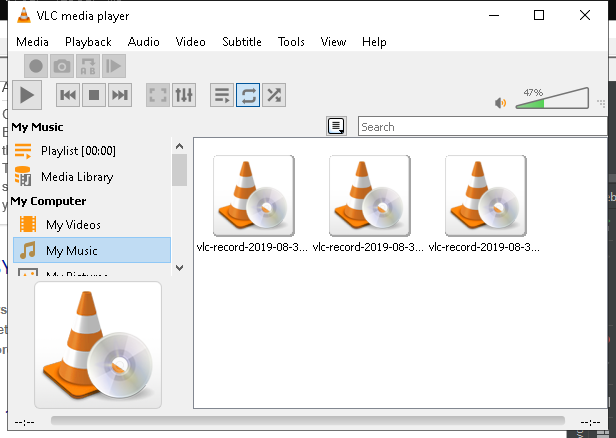 VLC media player
Media Playback Audio Video Subtitle Tools View Help
A B
47%
My Music
Search
Playlist [00:00]
Media Library
My Computer
My Videos
My Music
My Pictures
vlc-record-2019-08-3... vlc-record-2019-08-3... vlc-record-2019-08-3...
--:-- --:--